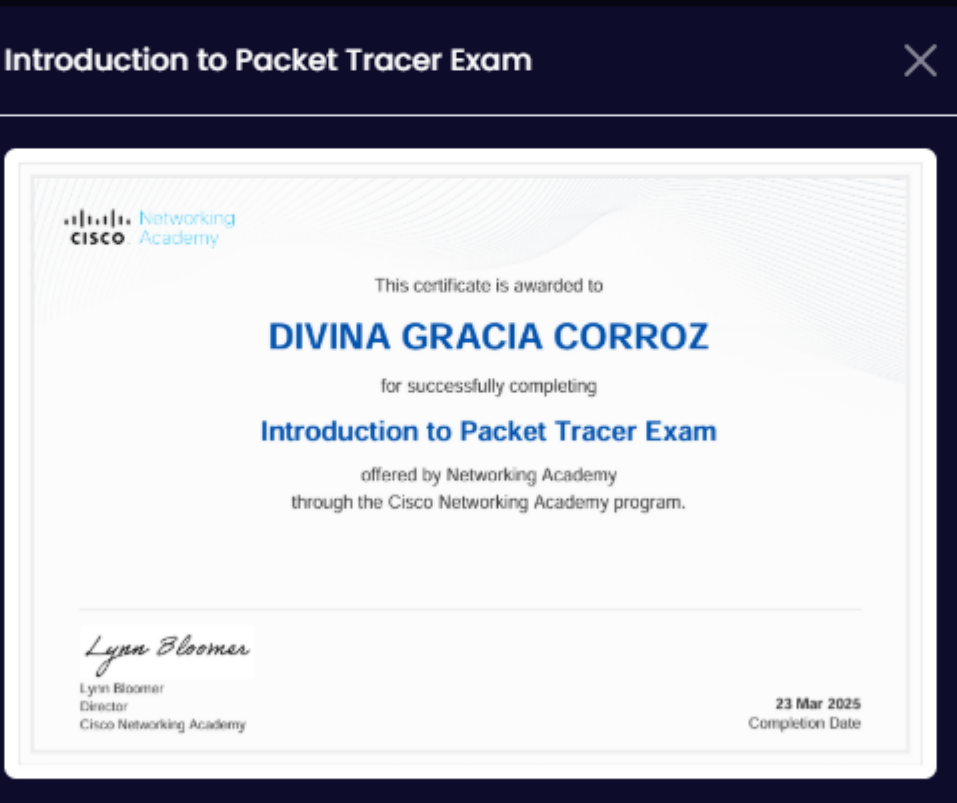 Introduction to Packet Tracer Exam
Networking
CISCO Academy
This certificate is awarded to
DIVINA GRACIA CORROZ
for successfully completing
Introduction to Packet Tracer Exam
offered by Networking Academy
through the Cisco Networking Academy program.
Lynn Bloomer
Lynn Bloomer
Director
Cisco Networking Academy
23 Mar 2025
Completion Date